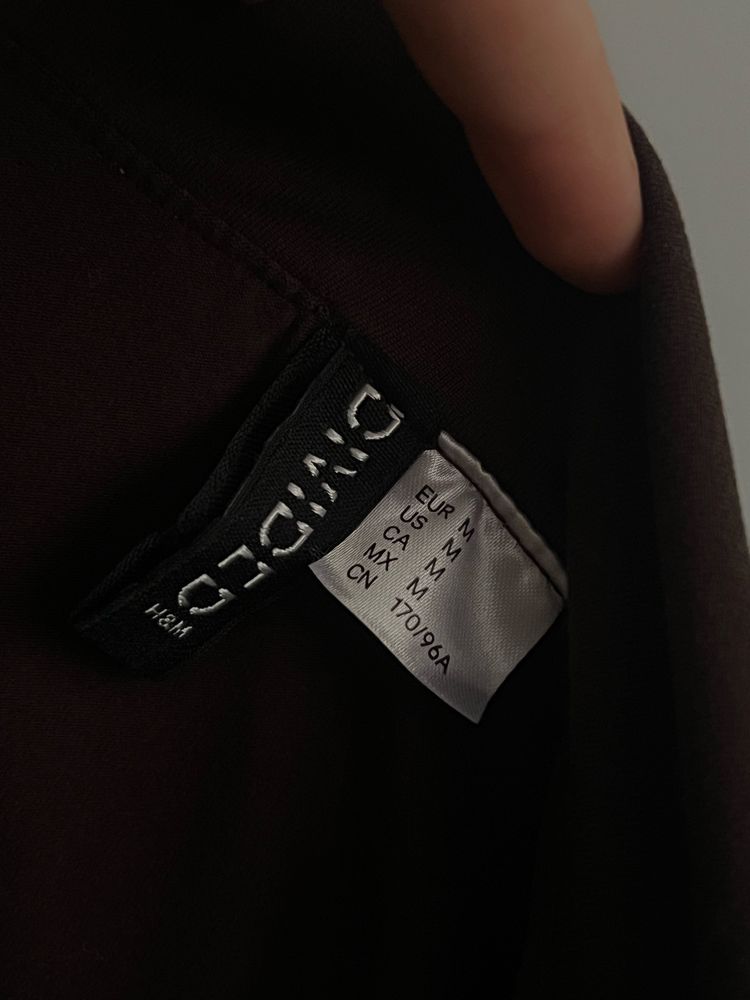 DIVIDED
H&M
EUR M
US M
CA M
MX M
CN 170/96A